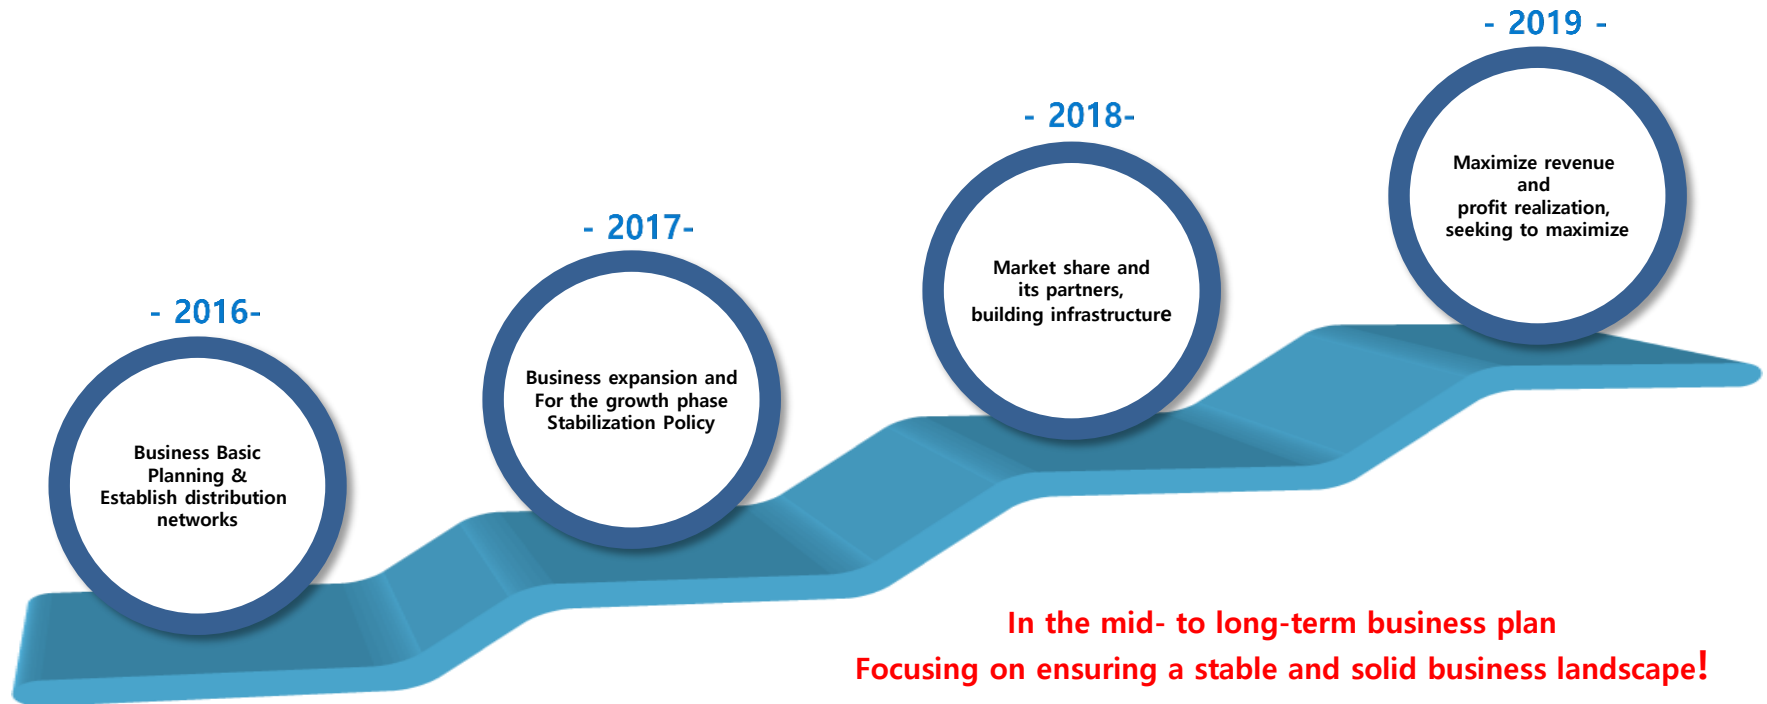 - 2016-
Business Basic
Planning &
Establish distribution
networks
- 2017-
Business expansion and
For the growth phase
Stabilization Policy
- 2018-
Market share and
its partners,
building infrastructure
- 2019 -
Maximize revenue
and
profit realization,
seeking to maximize
In the mid- to long-term business plan
Focusing on ensuring a stable and solid business landscape!